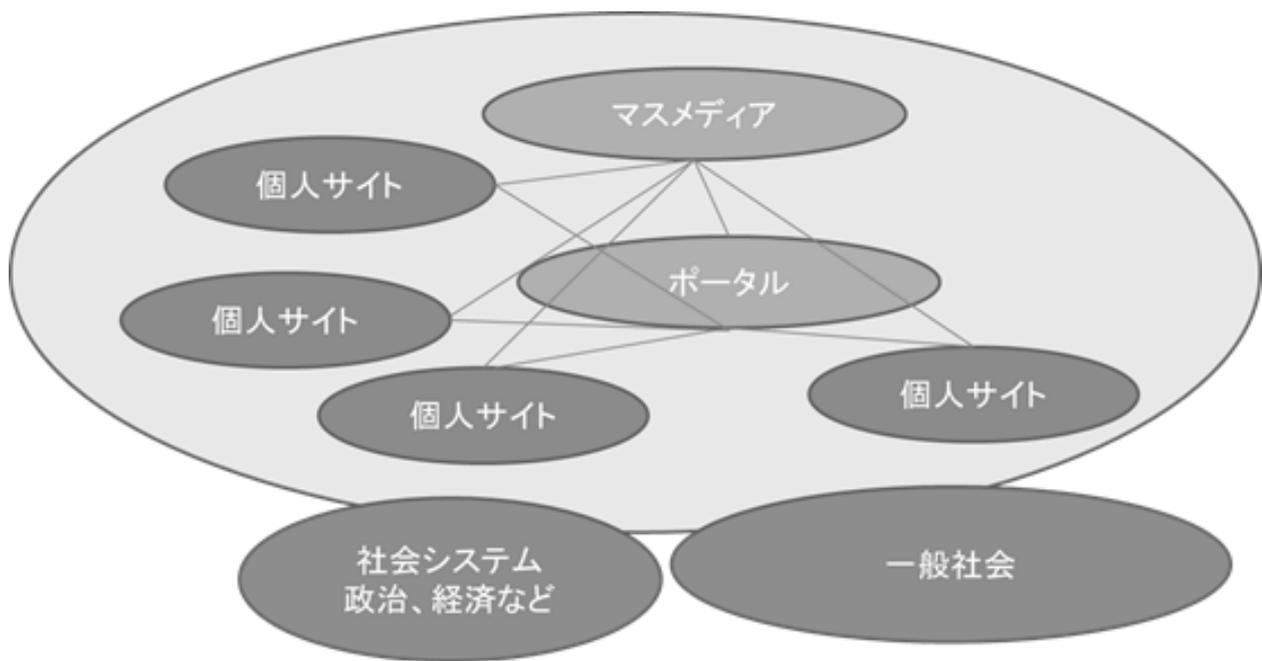 マスメディア
個人サイト
ポータル
個人サイト
個人サイト
個人サイト
社会システム
政治、経済など
一般社会